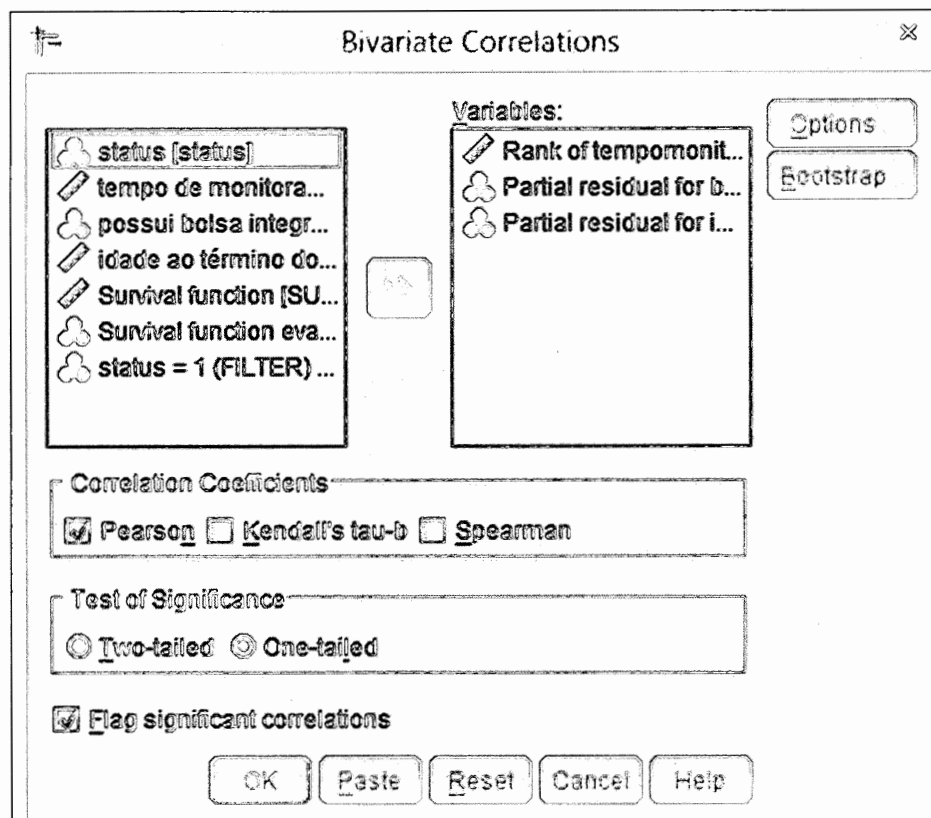 Bivariate Correlations
Variables:
status [status]
tempo de monitora...
possui bolsa integr...
idade ao término do...
Survival function [SU...
Survival function eva...
status = 1 (FILTER) ...
Rank of tempomonit...
Partial residual for b...
Partial residual for i...
Options
Bootstrap
Correlation Coefficients
Pearson Kendall's tau-b Spearman
Test of Significance
Two-tailed One-tailed
Flag significant correlations
OK Paste Reset Cancel Help